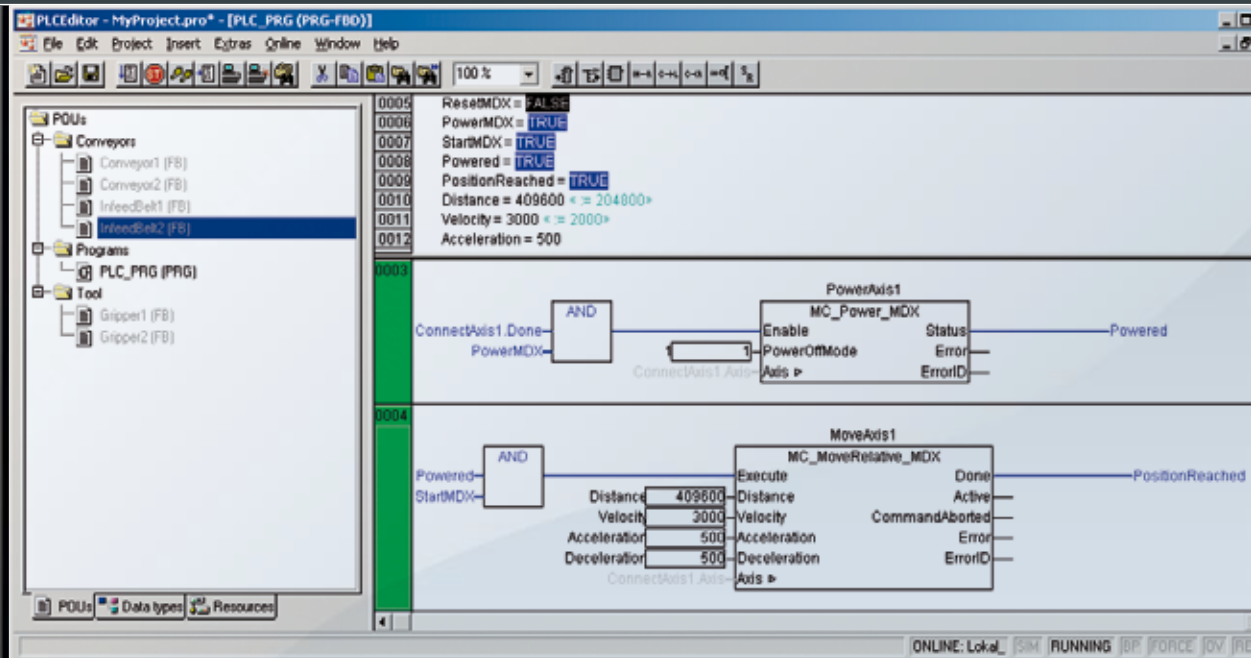 PLCEditor - MyProject.pro* - [PLC_PRG (PRG-FBD)]
File Edit Project Insert Extras Online Window Help
100 %
POUs
Conveyors
Conveyor1 (FB)
Conveyor2 (FB)
InfeedBelt1 (FB)
InfeedBelt2 (FB)
Programs
PLC_PRG (PRG)
Tool
Gripper1 (FB)
Gripper2 (FB)
POUs Data types Resources
0005 ResetMDX = FALSE
0006 PowerMDX = TRUE
0007 StartMDX = TRUE
0008 Powered = TRUE
0009 PositionReached = TRUE
0010 Distance = 409600 < := 204800>
0011 Velocity = 3000 < := 2000>
0012 Acceleration = 500
0003
PowerAxis1
AND MC_Power_MDX
ConnectAxis1.Done Enable Status Powered
PowerMDX 1 1 PowerOffMode Error
ConnectAxis1.Axis Axis ErrorID
0004
MoveAxis1
AND MC_MoveRelative_MDX
Powered Execute Done PositionReached
StartMDX Distance 409600 Distance Active
Velocity 3000 Velocity CommandAborted
Acceleration 500 Acceleration Error
Deceleration 500 Deceleration ErrorID
ConnectAxis1.Axis Axis
ONLINE: Lokal_ SIM RUNNING BP FORCE OV RE